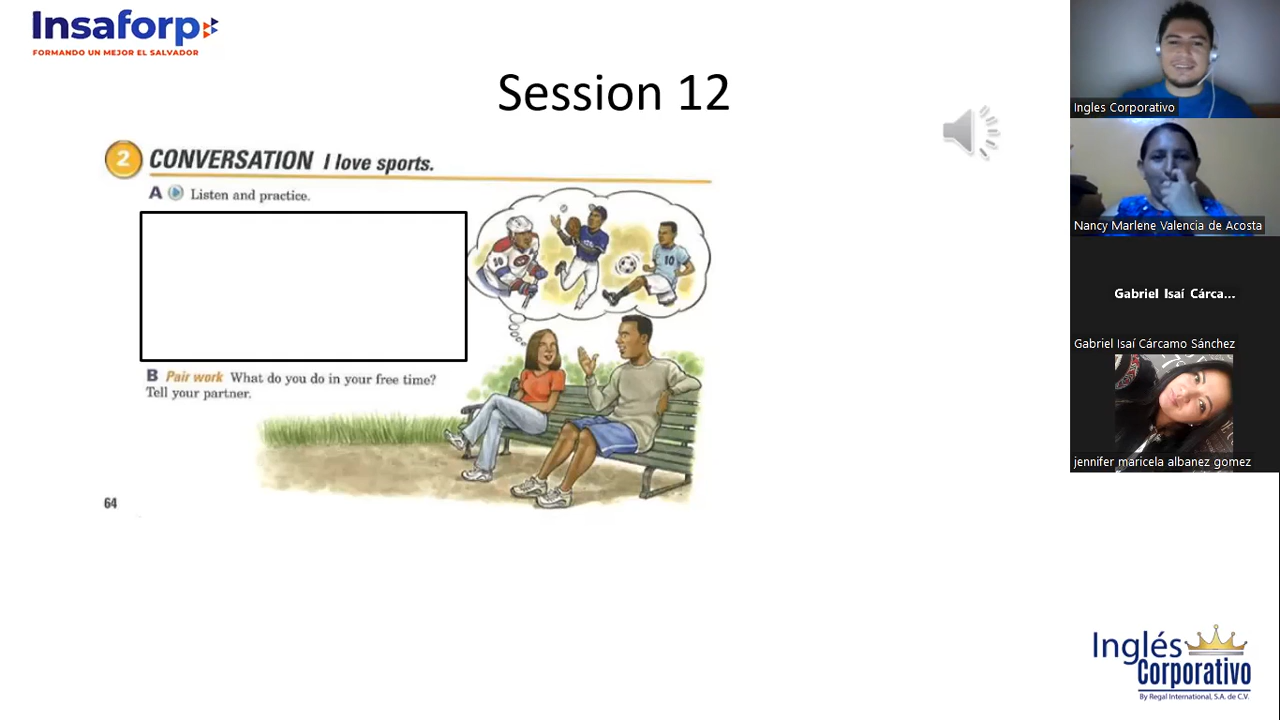 Insaforp
FORMANDO UN MEJOR EL SALVADOR
Session 12
2 CONVERSATION I love sports.
A Listen and practice.
10
10
B Pair work What do you do in your free time?
Tell your partner.
64
Ingles Corporativo
Nancy Marlene Valencia de Acosta
Gabriel Isaí Cárca...
Gabriel Isaí Cárcamo Sánchez
jennifer maricela albanez gomez
Inglés
Corporativo
By Regal International, S.A. de C.V.